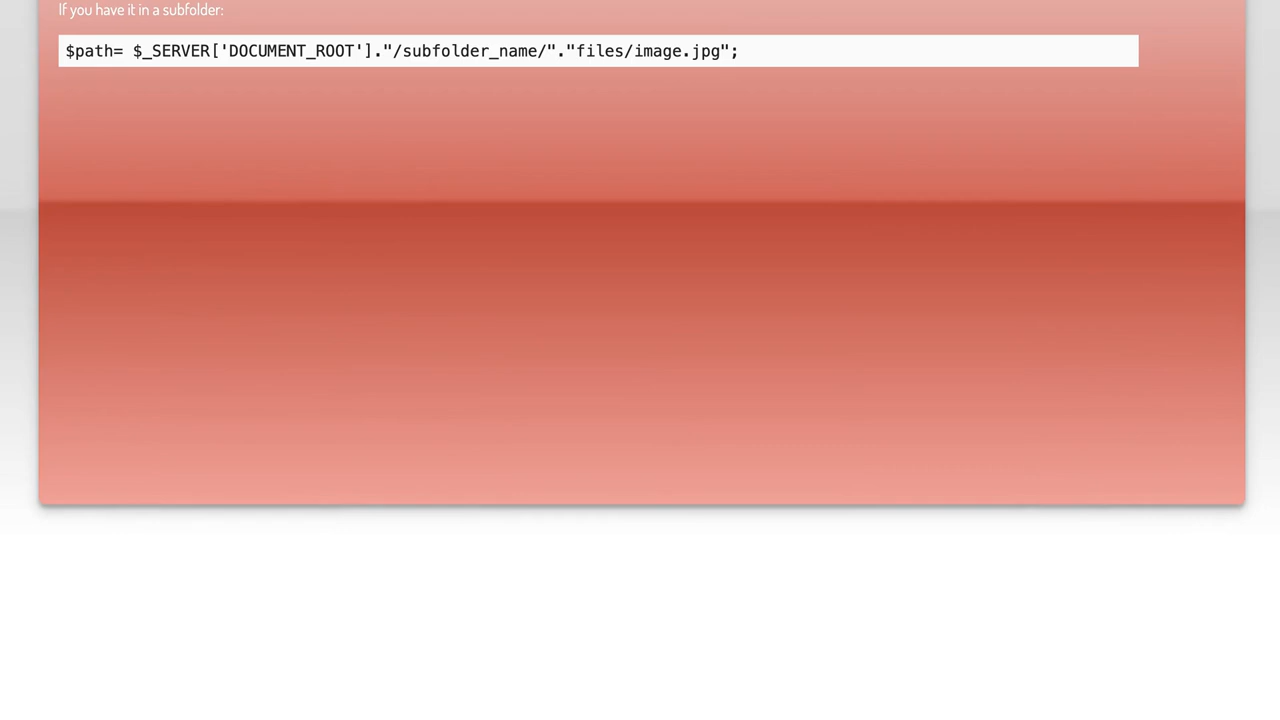 If you have it in a subfolder:
$path= $_SERVER['DOCUMENT_ROOT']."/subfolder_name/"."files/image.jpg";